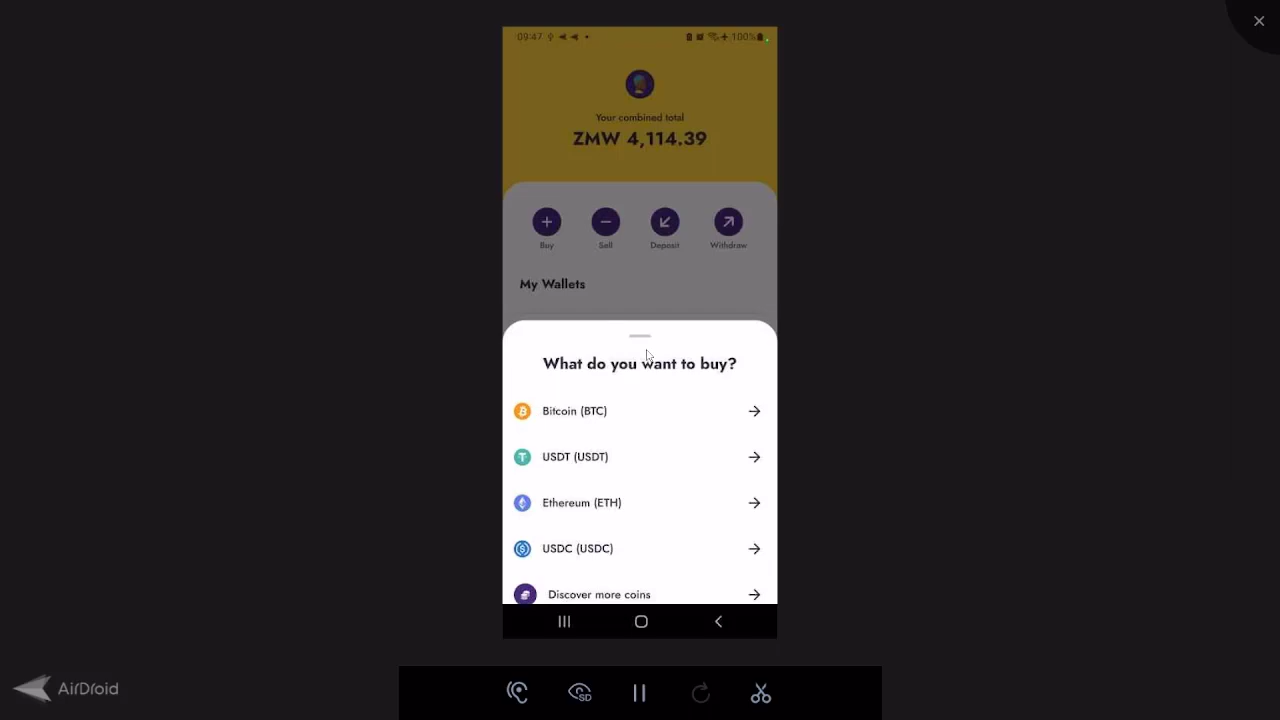 09:47
100%
Your combined total
ZMW 4,114.39
Buy
Sell
Deposit
Withdraw
My Wallets
What do you want to buy?
Bitcoin (BTC)
USDT (USDT)
Ethereum (ETH)
USDC (USDC)
Discover more coins
AirDroid
SD